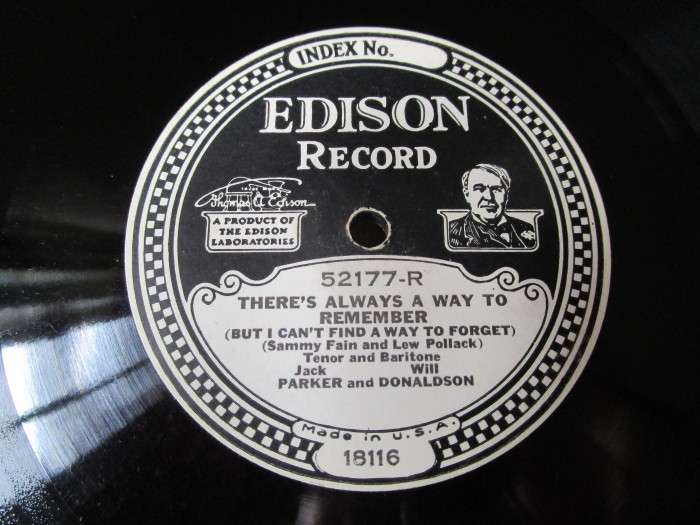 INDEX No.
EDISON
RECORD
TRADE MARK
Thomas A Edison
A PRODUCT OF
THE EDISON
LABORATORIES
52177-R
THERE'S ALWAYS A WAY TO
REMEMBER
(BUT I CAN'T FIND A WAY TO FORGET)
(Sammy Fain and Lew Pollack)
Tenor and Baritone
Jack Will
PARKER and DONALDSON
Made in U.S.A.
18116